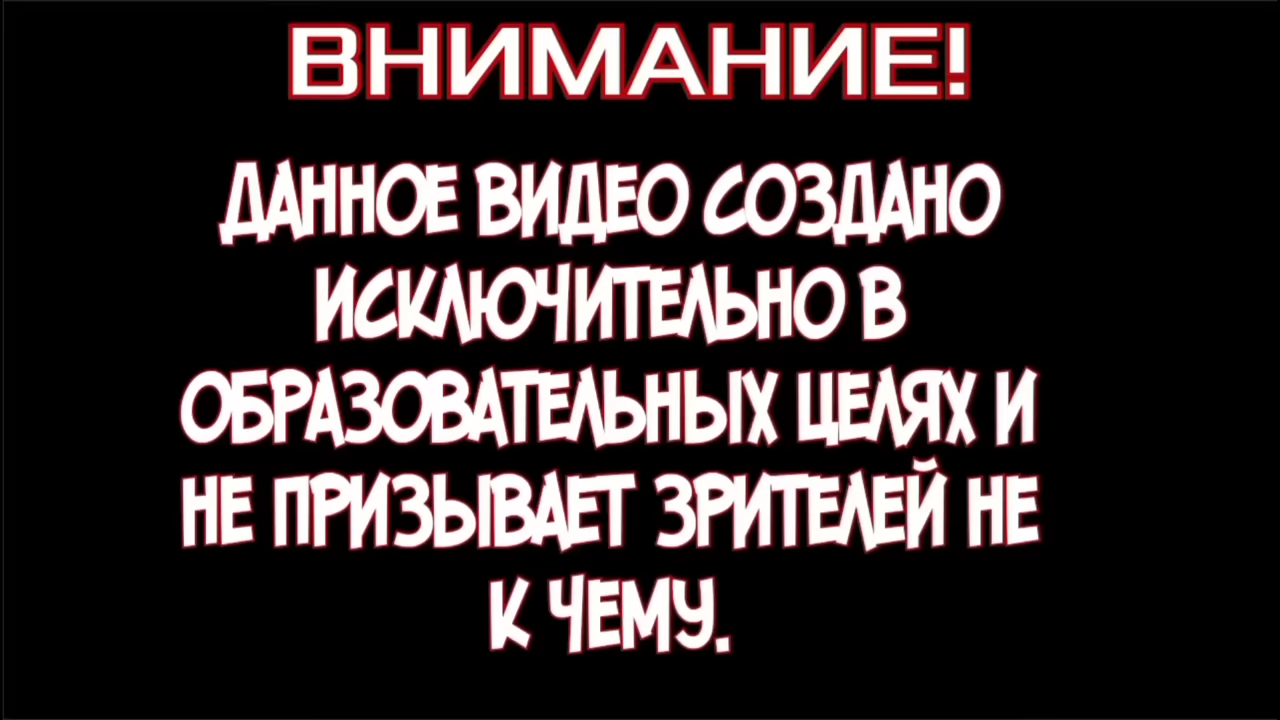 ВНИМАНИЕ!
ДАННОЕ ВИДЕО СОЗДАНО
ИСКЛЮЧИТЕЛЬНО В
ОБРАЗОВАТЕЛЬНЫХ ЦЕЛЯХ И
НЕ ПРИЗЫВАЕТ ЗРИТЕЛЕЙ НЕ
К ЧЕМУ.